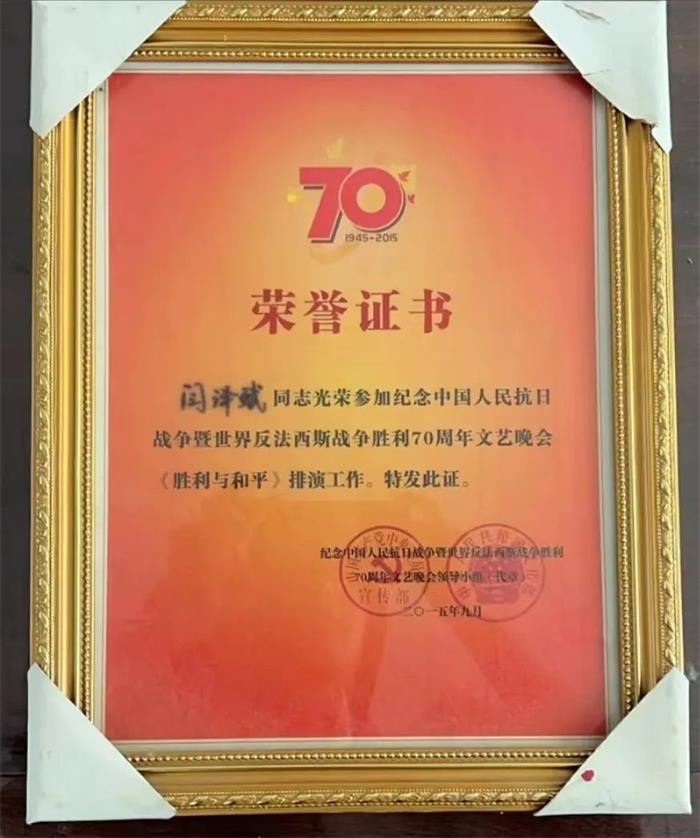 70
1945-2015
荣誉证书
闫泽斌 同志光荣参加纪念中国人民抗日
战争暨世界反法西斯战争胜利70周年文艺晚会
《胜利与和平》排演工作。特发此证。
纪念中国人民抗日战争暨世界反法西斯战争胜利
70周年文艺晚会领导小组（代章）
二〇一五年九月
宣传部